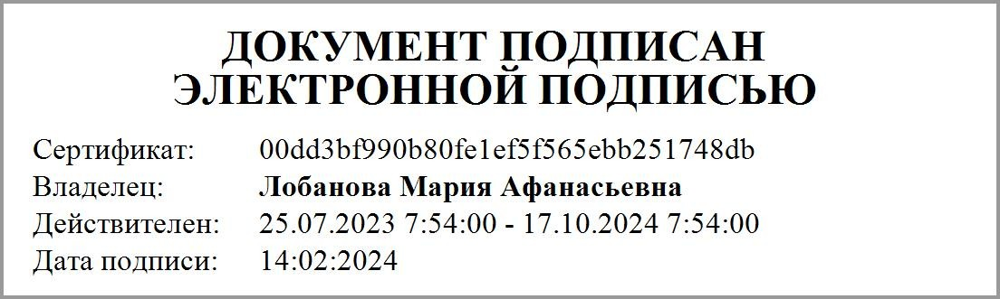 ДОКУМЕНТ ПОДПИСАН
ЭЛЕКТРОННОЙ ПОДПИСЬЮ
Сертификат: 00dd3bf990b80fe1ef5f565ebb251748db
Владелец: Лобанова Мария Афанасьевна
Действителен: 25.07.2023 7:54:00 - 17.10.2024 7:54:00
Дата подписи: 14:02:2024